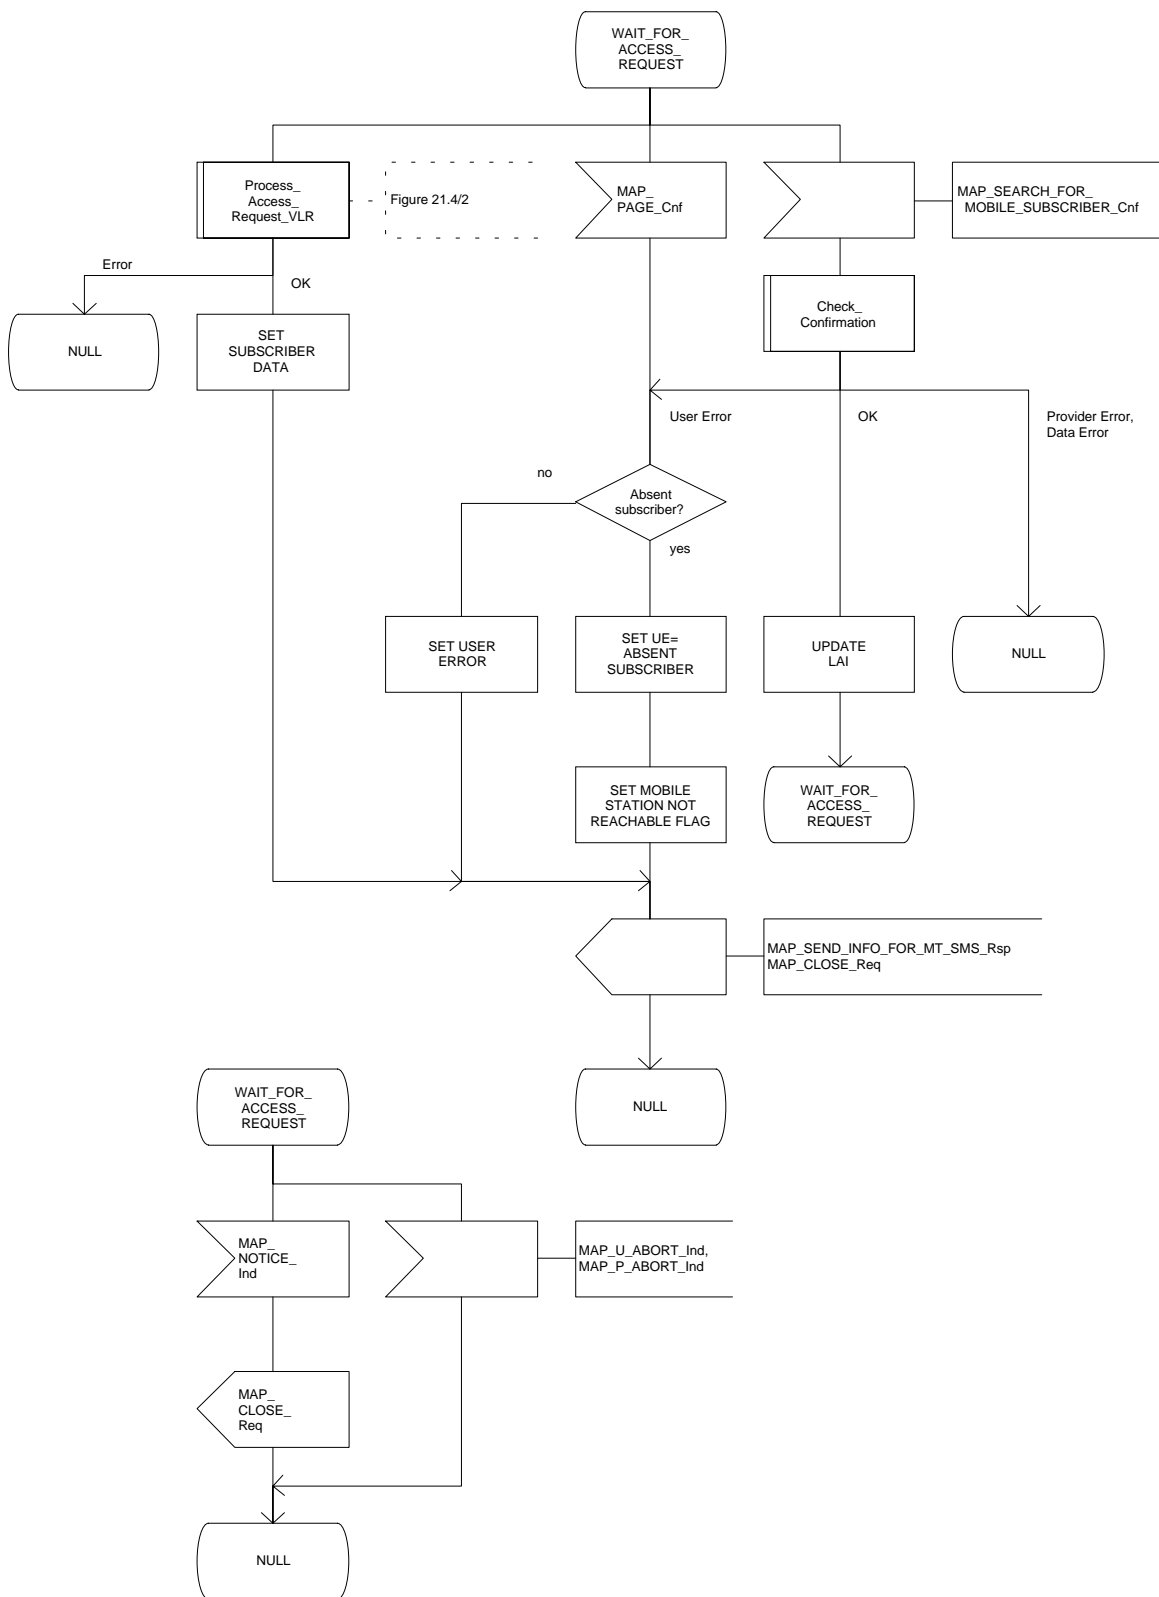 WAIT_FOR_
ACCESS_
REQUEST
Process_
Access_
Request_VLR
Figure 21.4/2
MAP_
PAGE_Cnf
MAP_SEARCH_FOR_
MOBILE_SUBSCRIBER_Cnf
Error
OK
Check_
Confirmation
NULL
SET
SUBSCRIBER
DATA
User Error
OK
Provider Error,
Data Error
no
Absent
subscriber?
yes
SET USER
ERROR
SET UE=
ABSENT
SUBSCRIBER
UPDATE
LAI
NULL
SET MOBILE
STATION NOT
REACHABLE FLAG
WAIT_FOR_
ACCESS_
REQUEST
MAP_SEND_INFO_FOR_MT_SMS_Rsp
MAP_CLOSE_Req
NULL
WAIT_FOR_
ACCESS_
REQUEST
MAP_
NOTICE_
Ind
MAP_U_ABORT_Ind,
MAP_P_ABORT_Ind
MAP_
CLOSE_
Req
NULL